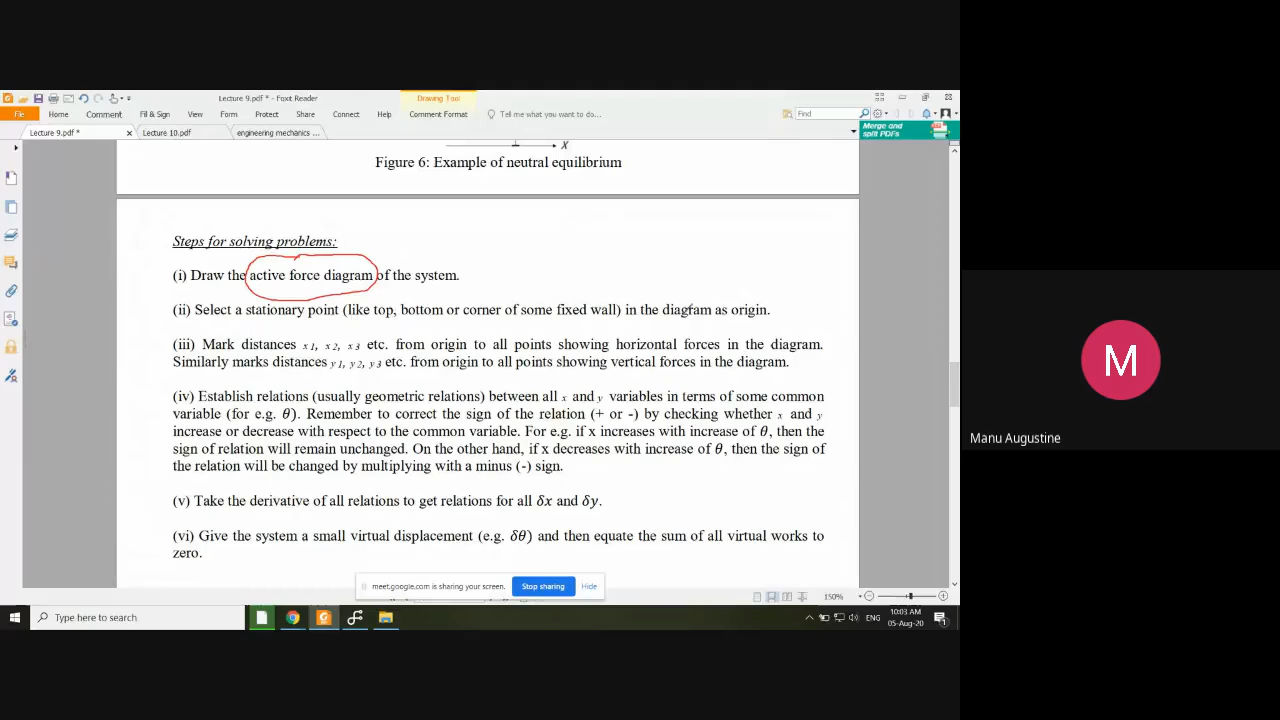 Lecture 9.pdf * - Foxit Reader
Drawing Tool
File Home Comment Fill & Sign View Form Protect Share Connect Help Comment Format Tell me what you want to do... Find
Lecture 9.pdf * Lecture 10.pdf engineering mechanics ...
Merge and
split PDFs
X
Figure 6: Example of neutral equilibrium
Steps for solving problems:
(i) Draw the active force diagram of the system.
(ii) Select a stationary point (like top, bottom or corner of some fixed wall) in the diagram as origin.
(iii) Mark distances x1, x2, x3 etc. from origin to all points showing horizontal forces in the diagram.
Similarly marks distances y1, y2, y3 etc. from origin to all points showing vertical forces in the diagram.
(iv) Establish relations (usually geometric relations) between all x and y variables in terms of some common
variable (for e.g. θ). Remember to correct the sign of the relation (+ or -) by checking whether x and y
increase or decrease with respect to the common variable. For e.g. if x increases with increase of θ, then the
sign of relation will remain unchanged. On the other hand, if x decreases with increase of θ, then the sign of
the relation will be changed by multiplying with a minus (-) sign.
(v) Take the derivative of all relations to get relations for all δx and δy.
(vi) Give the system a small virtual displacement (e.g. δθ) and then equate the sum of all virtual works to
zero.
meet.google.com is sharing your screen. Stop sharing Hide
150%
Type here to search
ENG
10:03 AM
05-Aug-20
M
Manu Augustine